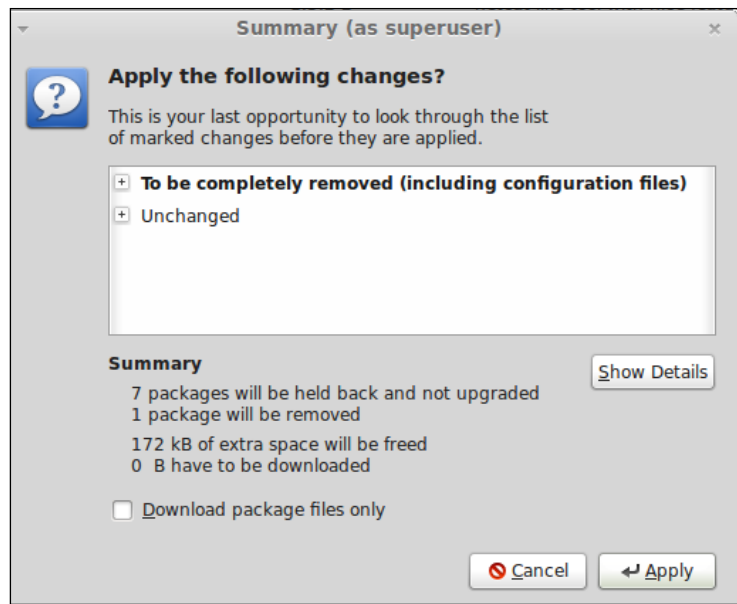 Summary (as superuser)
Apply the following changes?
This is your last opportunity to look through the list
of marked changes before they are applied.
To be completely removed (including configuration files)
Unchanged
Summary
Show Details
7 packages will be held back and not upgraded
1 package will be removed
172 kB of extra space will be freed
0 B have to be downloaded
Download package files only
Cancel
Apply